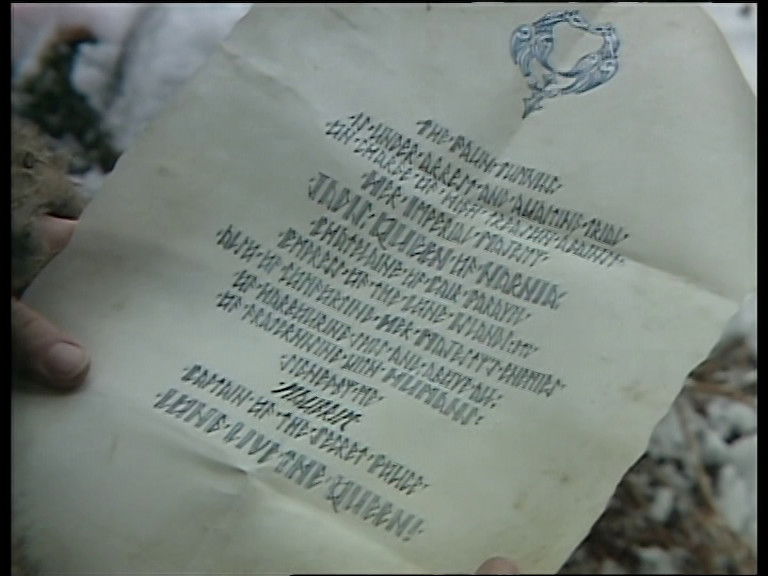 THE FAUN TUMNUS·
IS·UNDER·ARREST·AND·AWAITING·TRIAL
ON·CHARGE·OF·HIGH·TREASON·AGAINST·
HER·IMPERIAL·MAJESTY·
JADIS·QUEEN·OF·NARNIA·
CHATELAINE·OF·CAIR·PARAVEL
EMPRESS·OF·THE·LONE·ISLANDS·
ALSO·OF·COMFORTING·HER·MAJESTY'S·ENEMIES·
OF·HARBOURING·SPIES·AND·
OF·FRATERNISING·WITH·HUMANS·
SIGNED
MAUGRIM
CAPTAIN·OF·THE·SECRET·POLICE·
LONG·LIVE·THE·QUEEN!